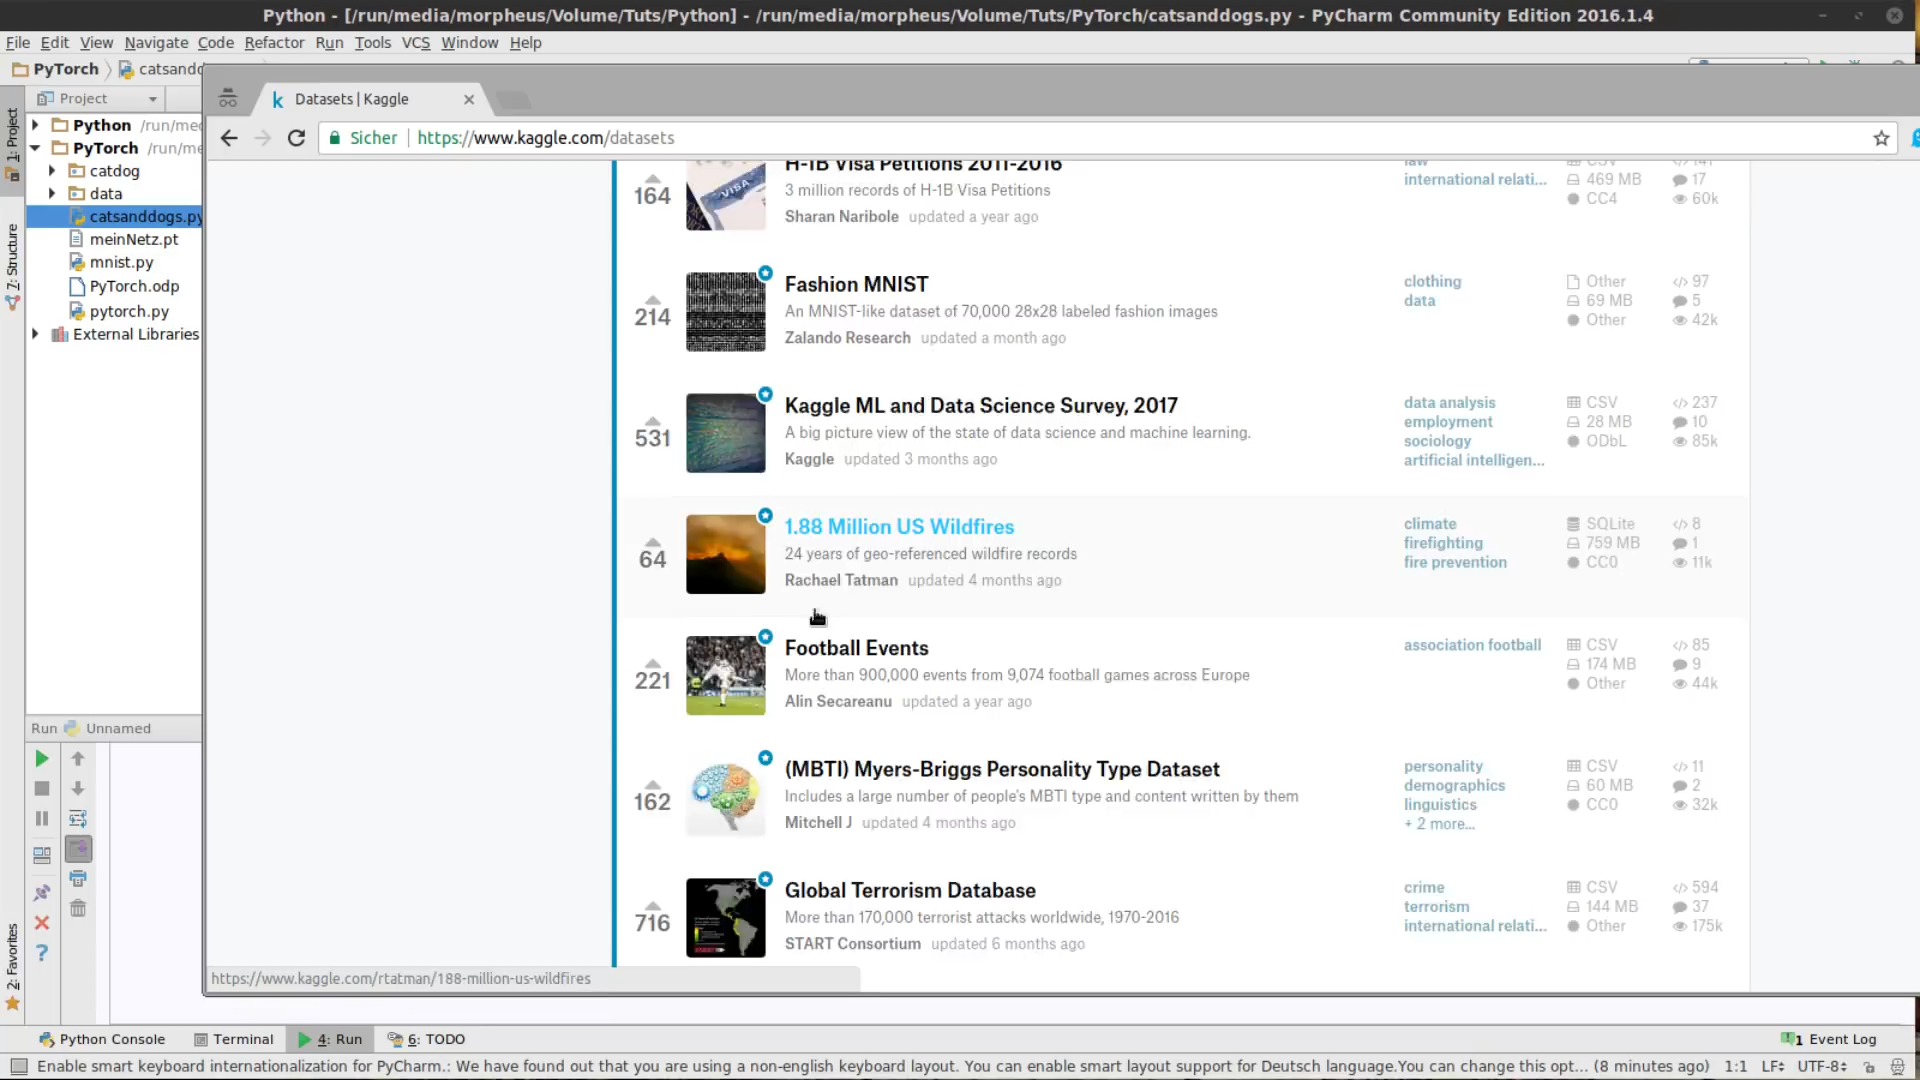 Python - [/run/media/morpheus/Volume/Tuts/Python] - /run/media/morpheus/Volume/Tuts/PyTorch/catsanddogs.py - PyCharm Community Edition 2016.1.4
File Edit View Navigate Code Refactor Run Tools VCS Window Help
PyTorch catsandd
Datasets | Kaggle
Sicher https://www.kaggle.com/datasets
1: Project
7: Structure
2: Favorites
Project
Python /run/me
PyTorch /run/me
catdog
data
catsanddogs.py
meinNetz.pt
mnist.py
PyTorch.odp
pytorch.py
External Libraries
164
H-1B Visa Petitions 2011-2016
3 million records of H-1B Visa Petitions
Sharan Naribole updated a year ago
law
international relati...
CSV 141
469 MB 17
CC4 60k
214
Fashion MNIST
An MNIST-like dataset of 70,000 28x28 labeled fashion images
Zalando Research updated a month ago
clothing
data
Other </> 97
69 MB 5
Other 42k
531
Kaggle ML and Data Science Survey, 2017
A big picture view of the state of data science and machine learning.
Kaggle updated 3 months ago
data analysis
employment
sociology
artificial intelligen...
CSV </> 237
28 MB 10
ODbL 85k
64
1.88 Million US Wildfires
24 years of geo-referenced wildfire records
Rachael Tatman updated 4 months ago
climate
firefighting
fire prevention
SQLite </> 8
759 MB 1
CC0 11k
221
Football Events
More than 900,000 events from 9,074 football games across Europe
Alin Secareanu updated a year ago
association football
CSV </> 85
174 MB 9
Other 44k
162
(MBTI) Myers-Briggs Personality Type Dataset
Includes a large number of people's MBTI type and content written by them
Mitchell J updated 4 months ago
personality
demographics
linguistics
+ 2 more...
CSV </> 11
60 MB 2
CC0 32k
716
Global Terrorism Database
More than 170,000 terrorist attacks worldwide, 1970-2016
START Consortium updated 6 months ago
crime
terrorism
international relati...
CSV </> 594
144 MB 37
Other 175k
https://www.kaggle.com/rtatman/188-million-us-wildfires
Run Unnamed
Python Console Terminal 4: Run 6: TODO 1 Event Log
Enable smart keyboard internationalization for PyCharm.: We have found out that you are using a non-english keyboard layout. You can enable smart layout support for Deutsch language.You can change this opt... (8 minutes ago) 1:1 LF UTF-8